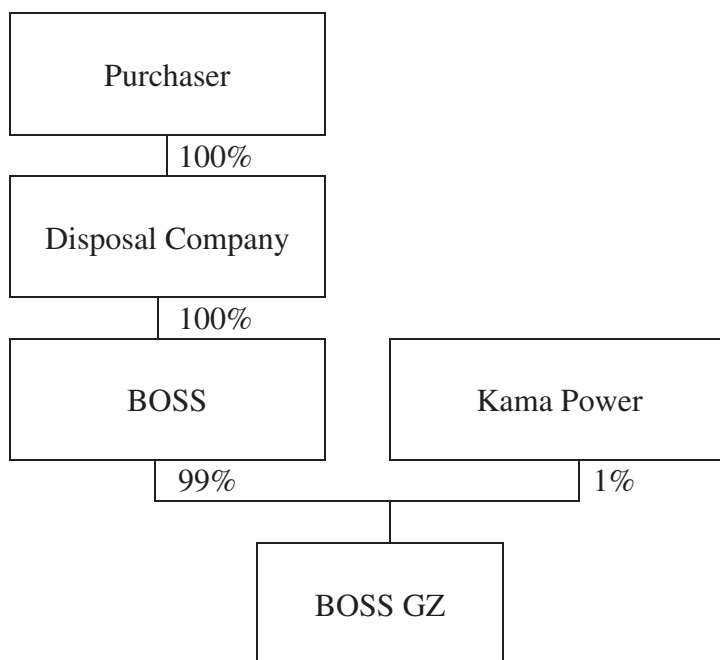 Purchaser
100%
Disposal Company
100%
BOSS
Kama Power
99%
1%
BOSS GZ